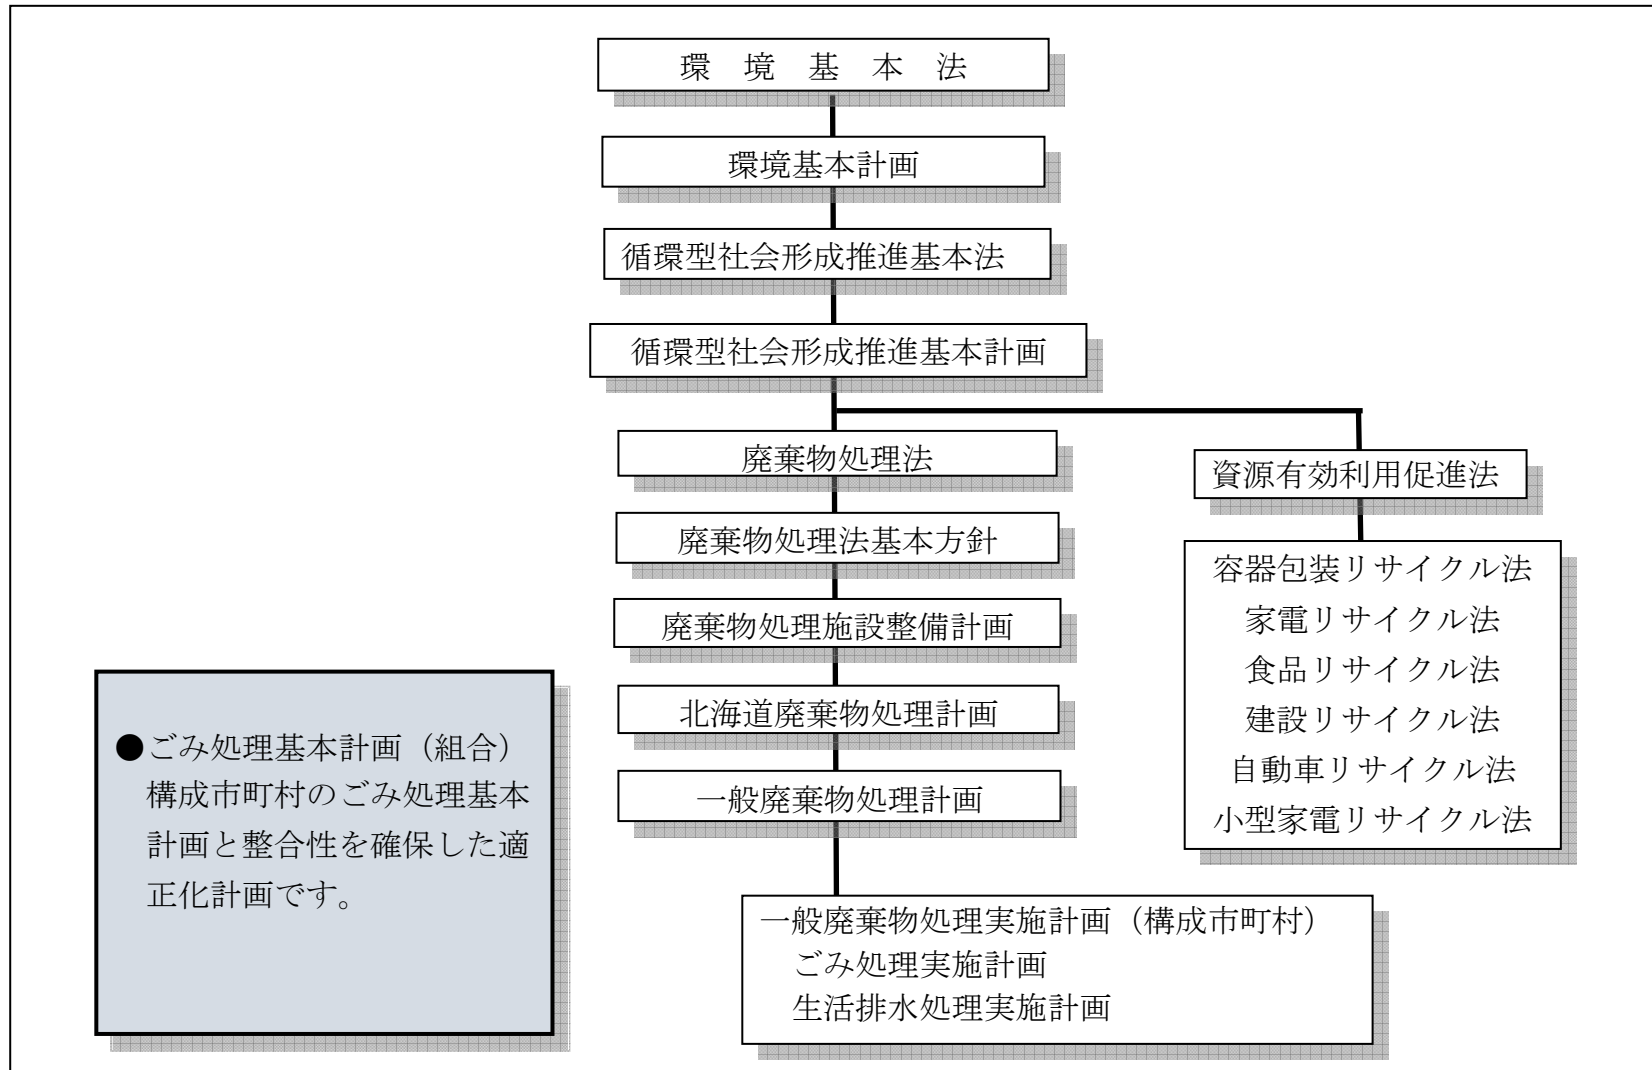 環境基本法
環境基本計画
循環型社会形成推進基本法
循環型社会形成推進基本計画
廃棄物処理法
廃棄物処理法基本方針
廃棄物処理施設整備計画
北海道廃棄物処理計画
一般廃棄物処理計画
一般廃棄物処理実施計画（構成市町村）
ごみ処理実施計画
生活排水処理実施計画
資源有効利用促進法
容器包装リサイクル法
家電リサイクル法
食品リサイクル法
建設リサイクル法
自動車リサイクル法
小型家電リサイクル法
●ごみ処理基本計画（組合）
構成市町村のごみ処理基本
計画と整合性を確保した適
正化計画です。